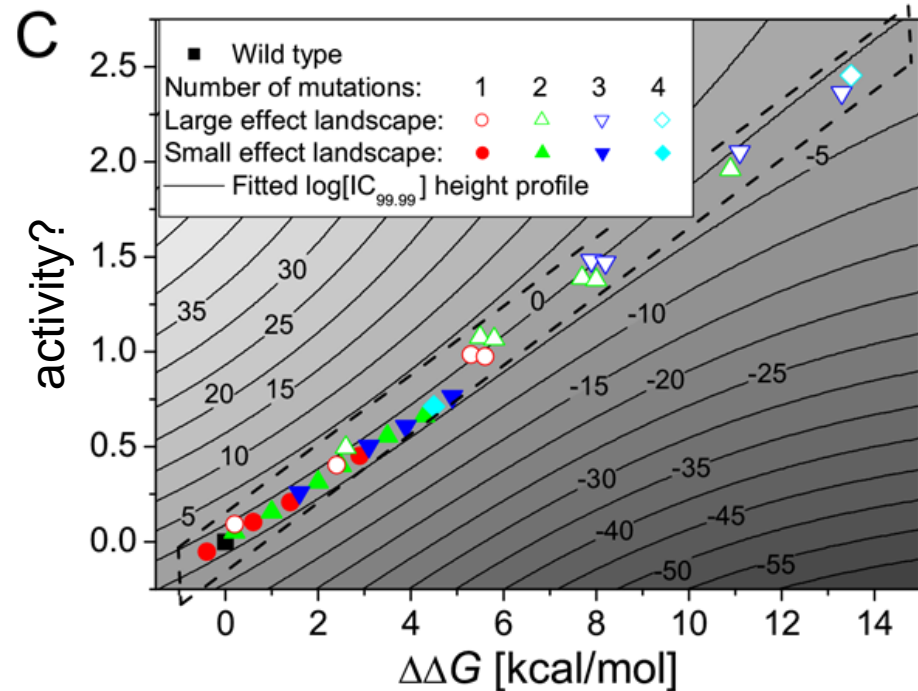 C
Wild type
Number of mutations: 1 2 3 4
Large effect landscape:
Small effect landscape:
Fitted log[IC99.99] height profile
activity?
2.5
2.0
1.5
1.0
0.5
0.0
35
30
25
20
15
10
5
0
-5
-10
-15
-20
-25
-30
-35
-40
-45
-50
-55
0 2 4 6 8 10 12 14
ΔΔG [kcal/mol]